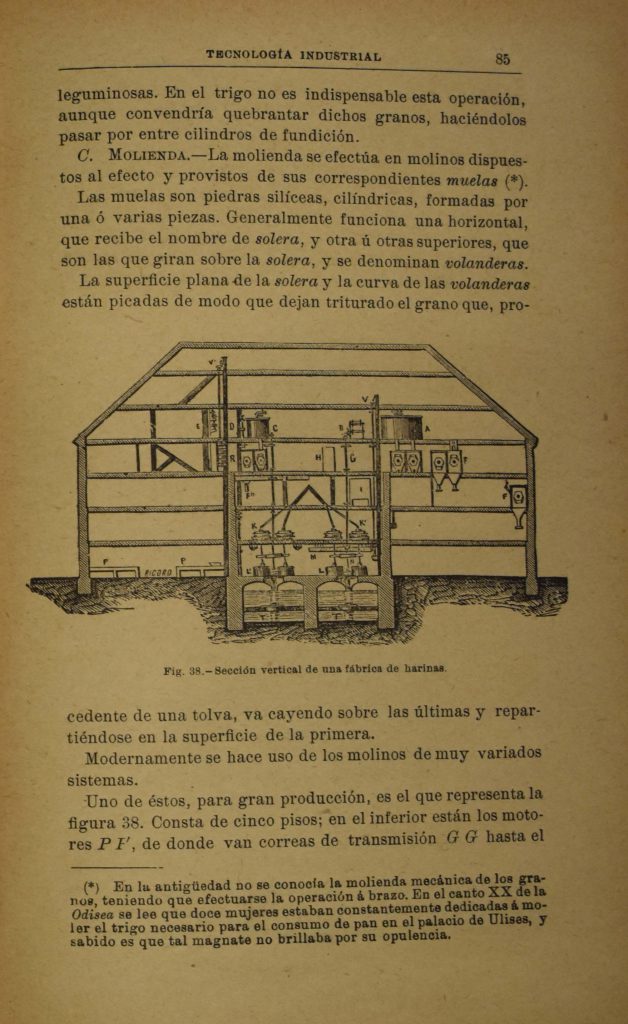 TECNOLOGÍA INDUSTRIAL 85
leguminosas. En el trigo no es indispensable esta operación,
aunque convendría quebrantar dichos granos, haciéndolos
pasar por entre cilindros de fundición.
C. MOLIENDA.—La molienda se efectúa en molinos dispues-
tos al efecto y provistos de sus correspondientes muelas (*).
Las muelas son piedras silíceas, cilíndricas, formadas por
una ó varias piezas. Generalmente funciona una horizontal,
que recibe el nombre de solera, y otra ú otras superiores, que
son las que giran sobre la solera, y se denominan volanderas.
La superficie plana de la solera y la curva de las volanderas
están picadas de modo que dejan triturado el grano que, pro-
V V
E D C B A
R H G F
F
K K
M
L L
P RICORD P
T T
Fig. 38.—Sección vertical de una fábrica de harinas.
cedente de una tolva, va cayendo sobre las últimas y repar-
tiéndose en la superficie de la primera.
Modernamente se hace uso de los molinos de muy variados
sistemas.
Uno de éstos, para gran producción, es el que representa la
figura 38. Consta de cinco pisos; en el inferior están los moto-
res P P', de donde van correas de transmisión G G hasta el
(*) En la antigüedad no se conocía la molienda mecánica de los gra-
nos, teniendo que efectuarse la operación á brazo. En el canto XX de la
Odisea se lee que doce mujeres estaban constantemente dedicadas á mo-
ler el trigo necesario para el consumo de pan en el palacio de Ulises, y
sabido es que tal magnate no brillaba por su opulencia.